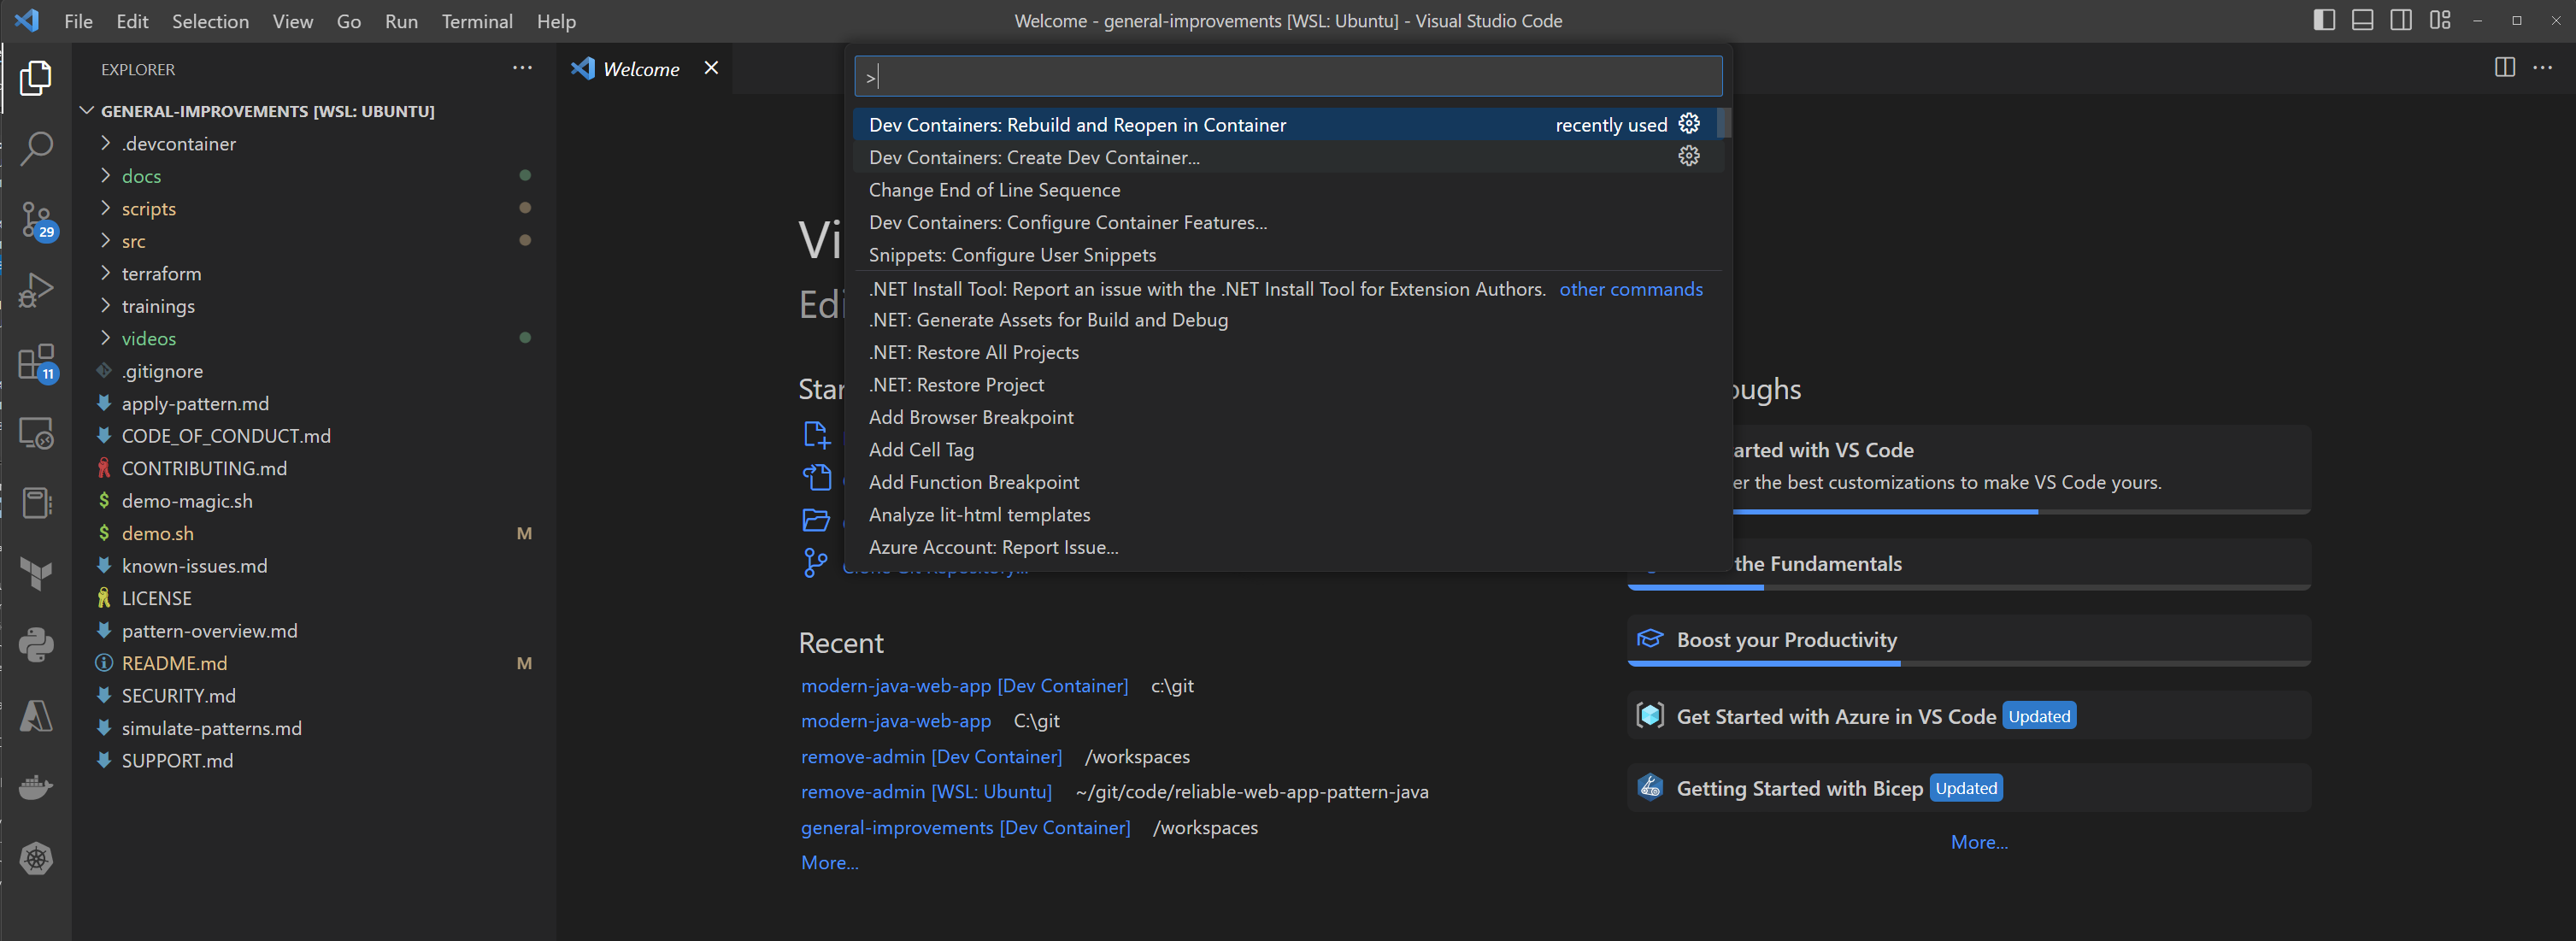 File Edit Selection View Go Run Terminal Help
Welcome - general-improvements [WSL: Ubuntu] - Visual Studio Code
EXPLORER
GENERAL-IMPROVEMENTS [WSL: UBUNTU]
.devcontainer
docs
scripts
src
terraform
trainings
videos
.gitignore
apply-pattern.md
CODE_OF_CONDUCT.md
CONTRIBUTING.md
demo-magic.sh
demo.sh M
known-issues.md
LICENSE
pattern-overview.md
README.md M
SECURITY.md
simulate-patterns.md
SUPPORT.md
29
11
Welcome
>
Dev Containers: Rebuild and Reopen in Container recently used
Dev Containers: Create Dev Container...
Change End of Line Sequence
Dev Containers: Configure Container Features...
Snippets: Configure User Snippets
.NET Install Tool: Report an issue with the .NET Install Tool for Extension Authors. other commands
.NET: Generate Assets for Build and Debug
.NET: Restore All Projects
.NET: Restore Project
Add Browser Breakpoint
Add Cell Tag
Add Function Breakpoint
Analyze lit-html templates
Azure Account: Report Issue...
Vi
Edi
Star
Recent
modern-java-web-app [Dev Container] c:\git
modern-java-web-app C:\git
remove-admin [Dev Container] /workspaces
remove-admin [WSL: Ubuntu] ~/git/code/reliable-web-app-pattern-java
general-improvements [Dev Container] /workspaces
More...
oughs
arted with VS Code
er the best customizations to make VS Code yours.
the Fundamentals
Boost your Productivity
Get Started with Azure in VS Code Updated
Getting Started with Bicep Updated
More...